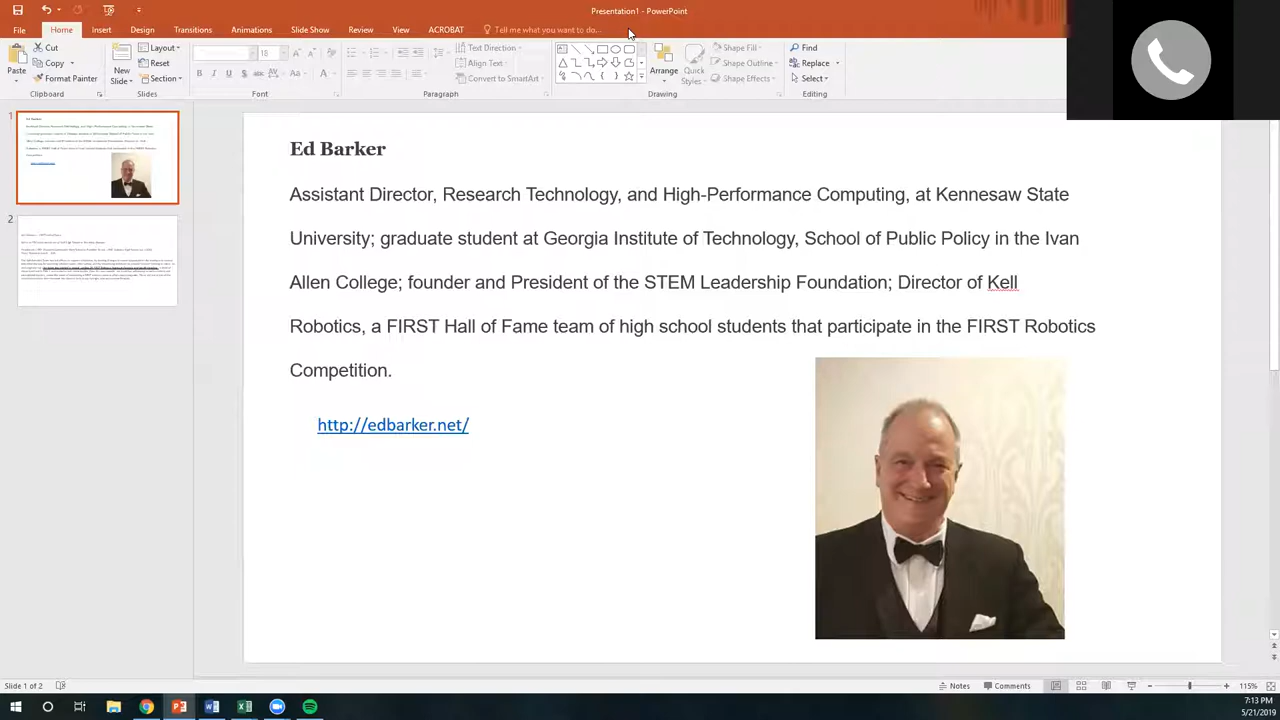 Presentation1 - PowerPoint
File Home Insert Design Transitions Animations Slide Show Review View ACROBAT Tell me what you want to do...
Paste
Cut
Copy
Format Painter
Clipboard
New
Slide
Layout
Reset
Section
Slides
18
Font
Text Direction
Align Text
Convert to SmartArt
Paragraph
Arrange
Quick
Styles
Shape Fill
Shape Outline
Shape Effects
Drawing
Find
Replace
Select
Editing
1
2
Ed Barker
Assistant Director, Research Technology, and High-Performance Computing, at Kennesaw State
University; graduate student at Georgia Institute of Technology, School of Public Policy in the Ivan
Allen College; founder and President of the STEM Leadership Foundation; Director of Kell
Robotics, a FIRST Hall of Fame team of high school students that participate in the FIRST Robotics
Competition.
http://edbarker.net/
Slide 1 of 2
Notes Comments 115%
7:13 PM
5/21/2019